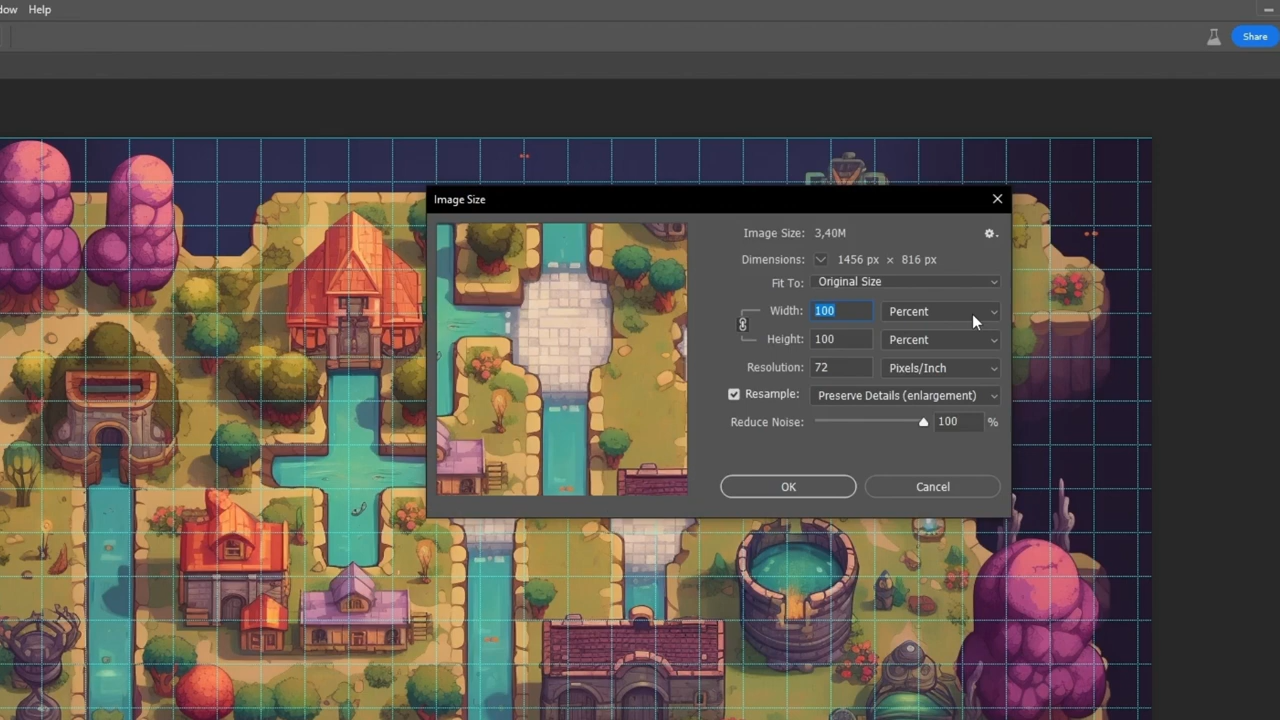 dow Help
Share
Image Size
Image Size: 3,40M
Dimensions: 1456 px × 816 px
Fit To: Original Size
Width: 100 Percent
Height: 100 Percent
Resolution: 72 Pixels/Inch
Resample: Preserve Details (enlargement)
Reduce Noise: 100 %
OK Cancel